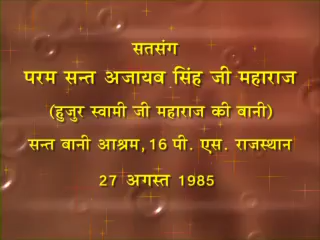 सतसंग
परम सन्त अजायब सिंह जी महाराज
(हुजुर स्वामी जी महाराज की वानी)
सन्त वानी आश्रम,16 पी. एस. राजस्थान
27 अगस्त 1985